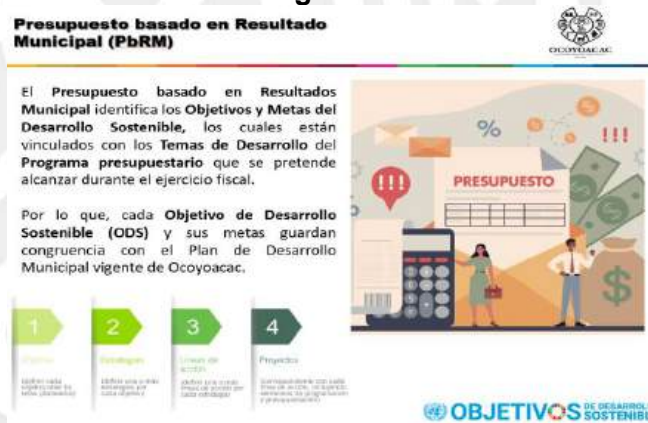 Presupuesto basado en Resultado
Municipal (PbRM)
OCOYOACAC
El Presupuesto basado en Resultados
Municipal identifica los Objetivos y Metas del
Desarrollo Sostenible, los cuales están
vinculados con los Temas de Desarrollo del
Programa presupuestario que se pretende
alcanzar durante el ejercicio fiscal.
Por lo que, cada Objetivo de Desarrollo
Sostenible (ODS) y sus metas guardan
congruencia con el Plan de Desarrollo
Municipal vigente de Ocoyoacac.
%
$
!!!
!!!
PRESUPUESTO
$
1
2
3
4
Estrategias
Líneas de
acción
Proyectos
OBJETIVOS DE DESARROLLO
SOSTENIBLE